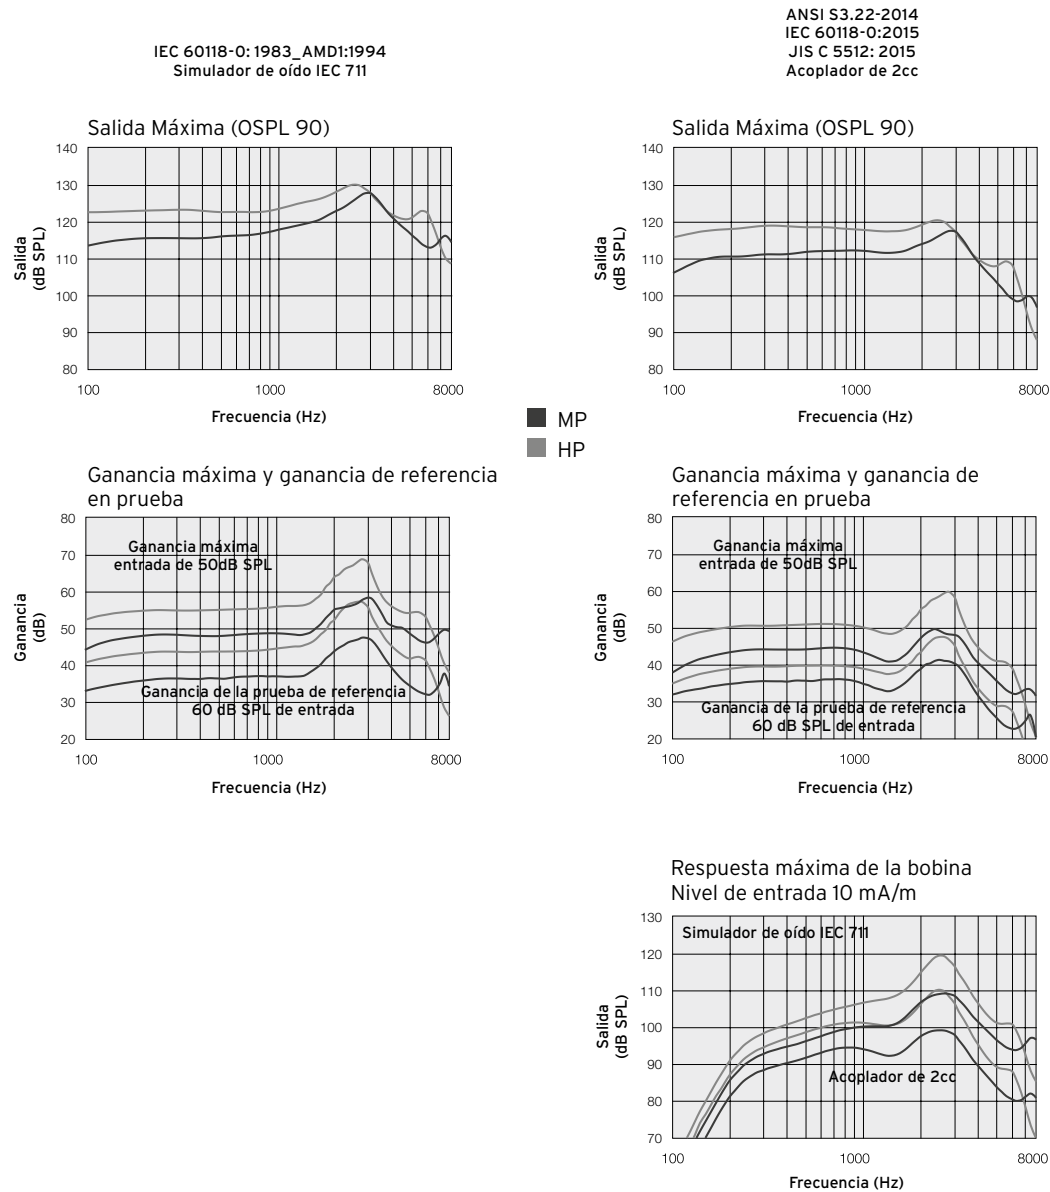 IEC 60118-0: 1983_AMD1:1994
Simulador de oído IEC 711
ANSI S3.22-2014
IEC 60118-0:2015
JIS C 5512: 2015
Acoplador de 2cc
Salida Máxima (OSPL 90)
140
130
120
110
100
90
80
Salida
(dB SPL)
100
1000
8000
Frecuencia (Hz)
Salida Máxima (OSPL 90)
140
130
120
110
100
90
80
Salida
(dB SPL)
100
1000
8000
Frecuencia (Hz)
MP
HP
Ganancia máxima y ganancia de referencia
en prueba
80
70
60
50
40
30
20
Ganancia
(dB)
Ganancia máxima
entrada de 50dB SPL
Ganancia de la prueba de referencia
60 dB SPL de entrada
100
1000
8000
Frecuencia (Hz)
Ganancia máxima y ganancia de
referencia en prueba
80
70
60
50
40
30
20
Ganancia
(dB)
Ganancia máxima
entrada de 50dB SPL
Ganancia de la prueba de referencia
60 dB SPL de entrada
100
1000
8000
Frecuencia (Hz)
Respuesta máxima de la bobina
Nivel de entrada 10 mA/m
130
120
110
100
90
80
70
Salida
(dB SPL)
Simulador de oído IEC 711
Acoplador de 2cc
100
1000
8000
Frecuencia (Hz)